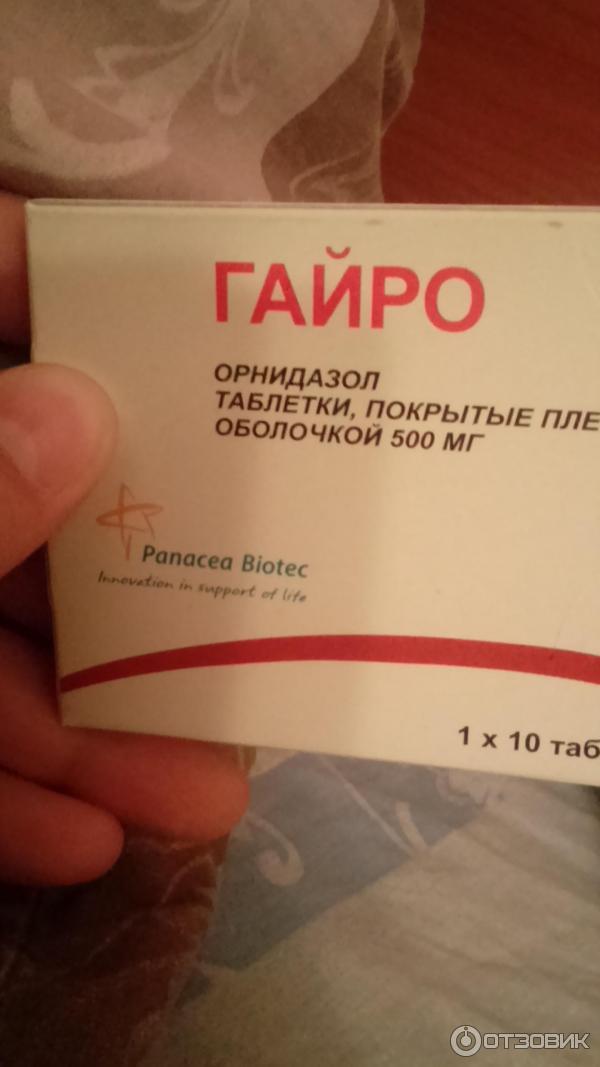 ГАЙРО
ОРНИДАЗОЛ
ТАБЛЕТКИ, ПОКРЫТЫЕ ПЛЕ
ОБОЛОЧКОЙ 500 МГ
Panacea Biotec
Innovation in support of life
1 x 10 таб
ОТЗОВИК